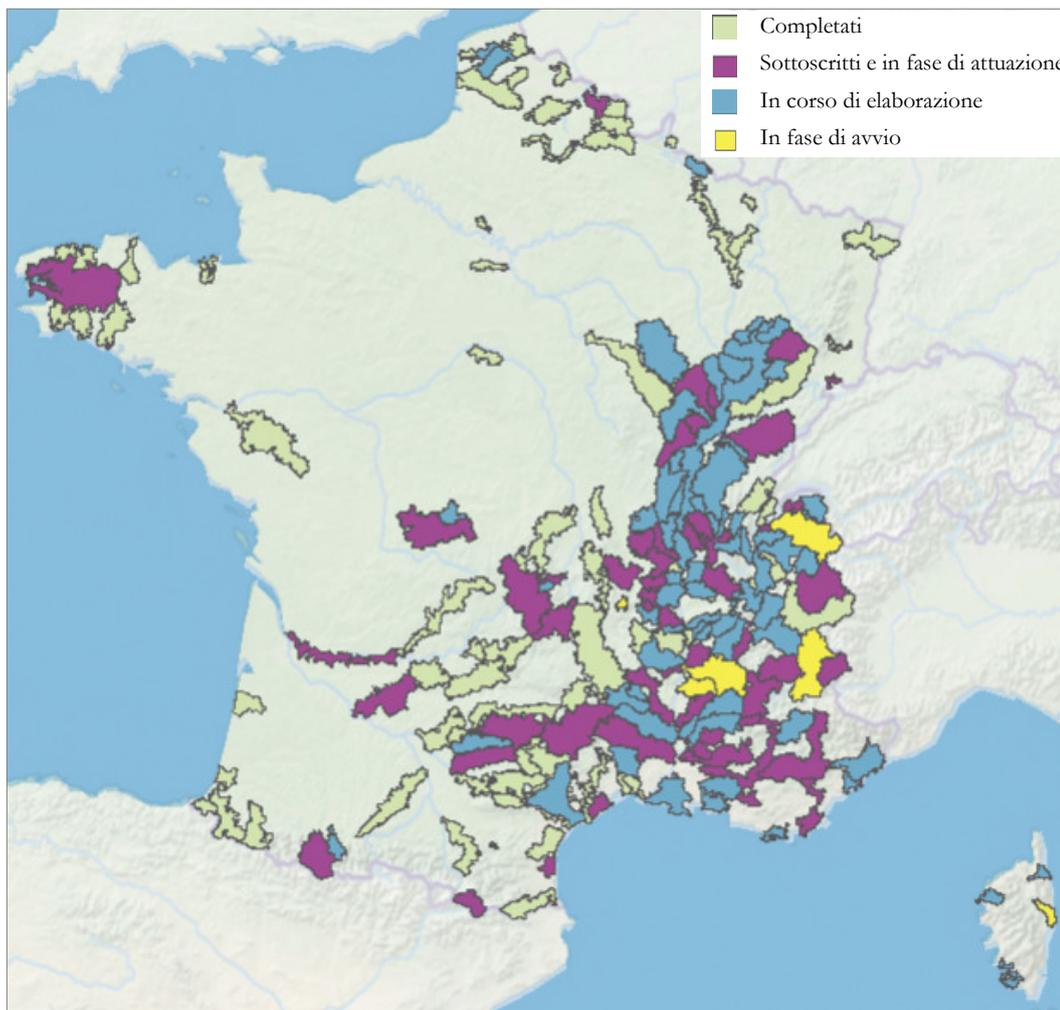 Completati
Sottoscritti e in fase di attuazione
In corso di elaborazione
In fase di avvio